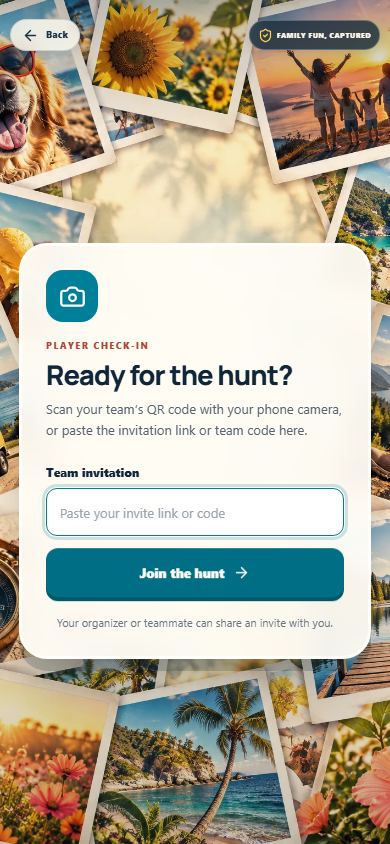 Back
FAMILY FUN, CAPTURED
PLAYER CHECK-IN
Ready for the hunt?
Scan your team's QR code with your phone camera,
or paste the invitation link or team code here.
Team invitation
Paste your invite link or code
Join the hunt
Your organizer or teammate can share an invite with you.